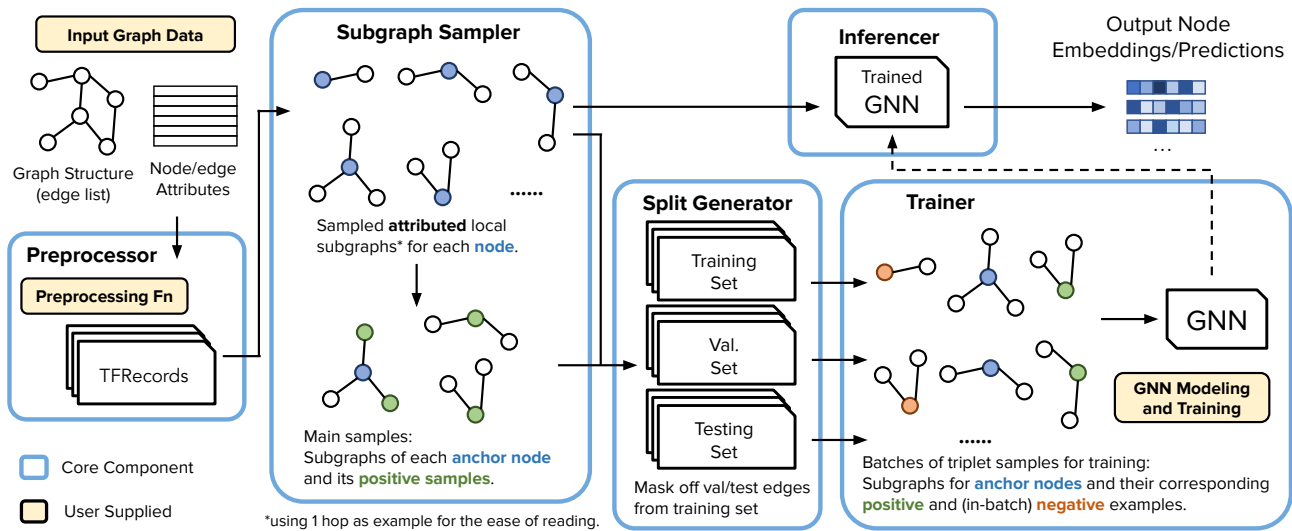 Input Graph Data
Graph Structure
(edge list)
Node/edge
Attributes
Preprocessor
Preprocessing Fn
TFRecords
Core Component
User Supplied
Subgraph Sampler
......
Sampled attributed local
subgraphs* for each node.
Main samples:
Subgraphs of each anchor node
and its positive samples.
*using 1 hop as example for the ease of reading.
Split Generator
Training
Set
Val.
Set
Testing
Set
Mask off val/test edges
from training set
Inferencer
Trained
GNN
Output Node
Embeddings/Predictions
...
Trainer
GNN
GNN Modeling
and Training
......
Batches of triplet samples for training:
Subgraphs for anchor nodes and their corresponding
positive and (in-batch) negative examples.